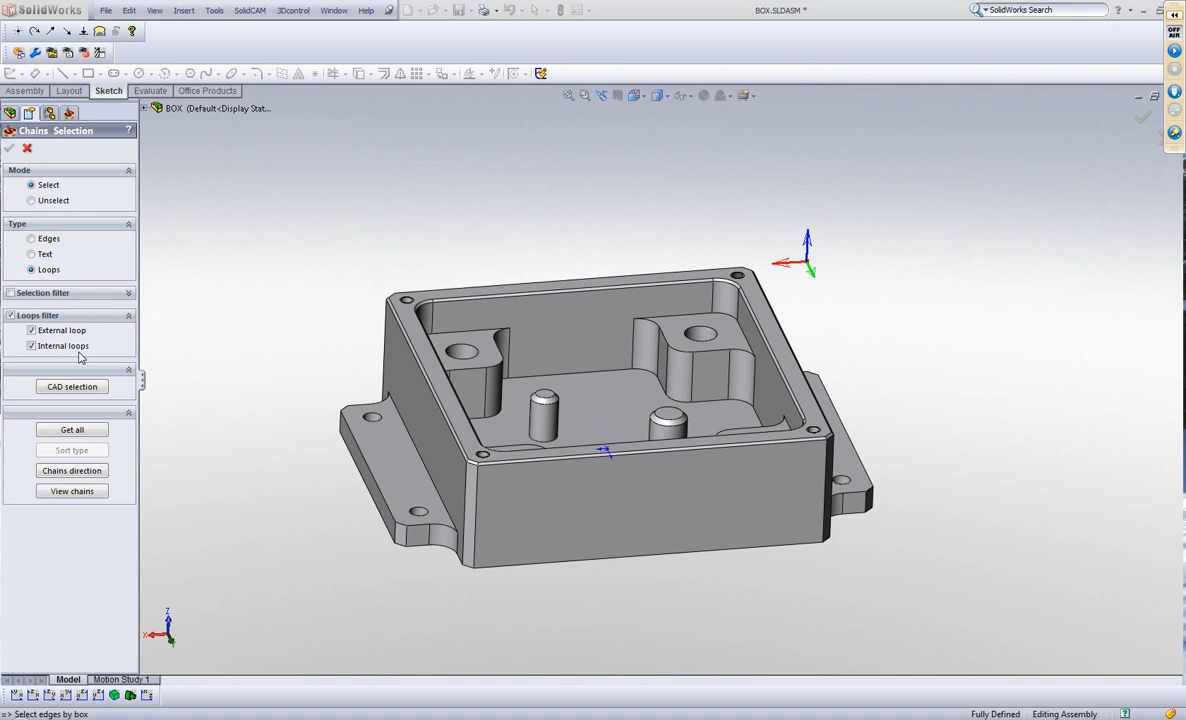 SolidWorks File Edit View Insert Tools SolidCAM 3Dcontrol Window Help BOX.SLDASM * SolidWorks Search
OFF
AIR
Assembly Layout Sketch Evaluate Office Products
BOX (Default<Display Stat...
Chains Selection ?
Mode
Select
Unselect
Type
Edges
Text
Loops
Selection filter
Loops filter
External loop
Internal loops
CAD selection
Get all
Sort type
Chains direction
View chains
Z
X
Model Motion Study 1
=> Select edges by box Fully Defined Editing Assembly